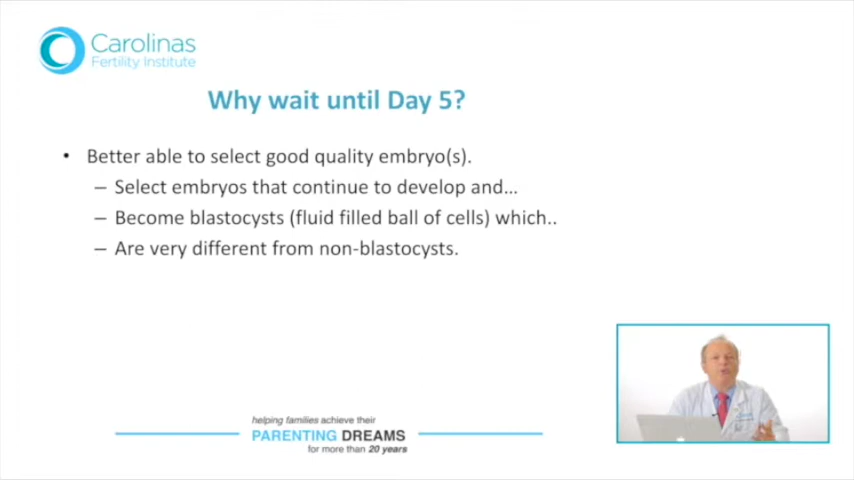 Carolinas
Fertility Institute
Why wait until Day 5?
• Better able to select good quality embryo(s).
– Select embryos that continue to develop and...
– Become blastocysts (fluid filled ball of cells) which..
– Are very different from non-blastocysts.
helping families achieve their
PARENTING DREAMS
for more than 20 years